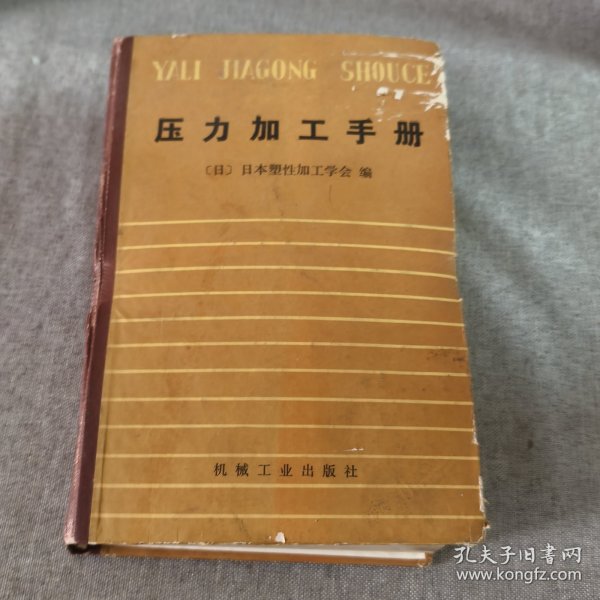 YALI JIAGONG SHOUCE
压力加工手册
〔日〕日本塑性加工学会 编
机械工业出版社
孔夫子旧书网
www.kongfz.com